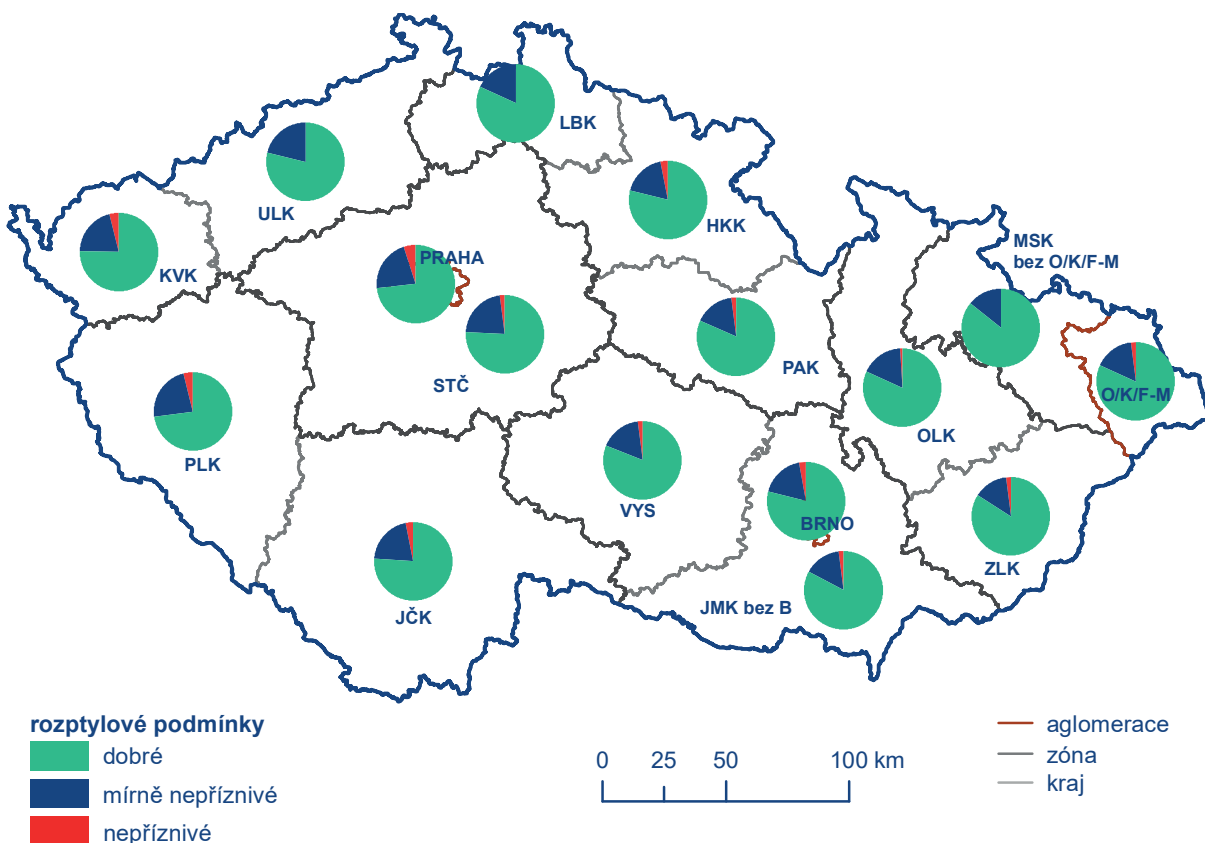 LBK
ULK
HKK
MSK
bez O/K/F-M
PRAHA
KVK
PAK
STČ
O/K/F-M
OLK
PLK
VYS
BRNO
ZLK
JMK bez B
JČK
rozptylové podmínky
dobré
mírně nepříznivé
nepříznivé
0 25 50 100 km
aglomerace
zóna
kraj